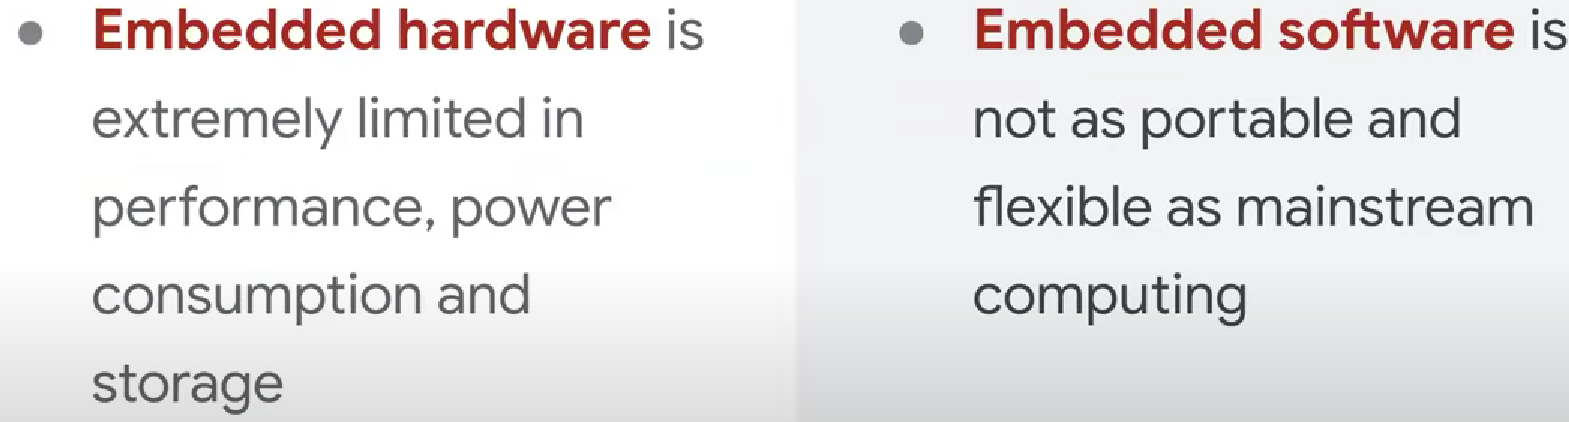 • Embedded hardware is
extremely limited in
performance, power
consumption and
storage
• Embedded software is
not as portable and
flexible as mainstream
computing